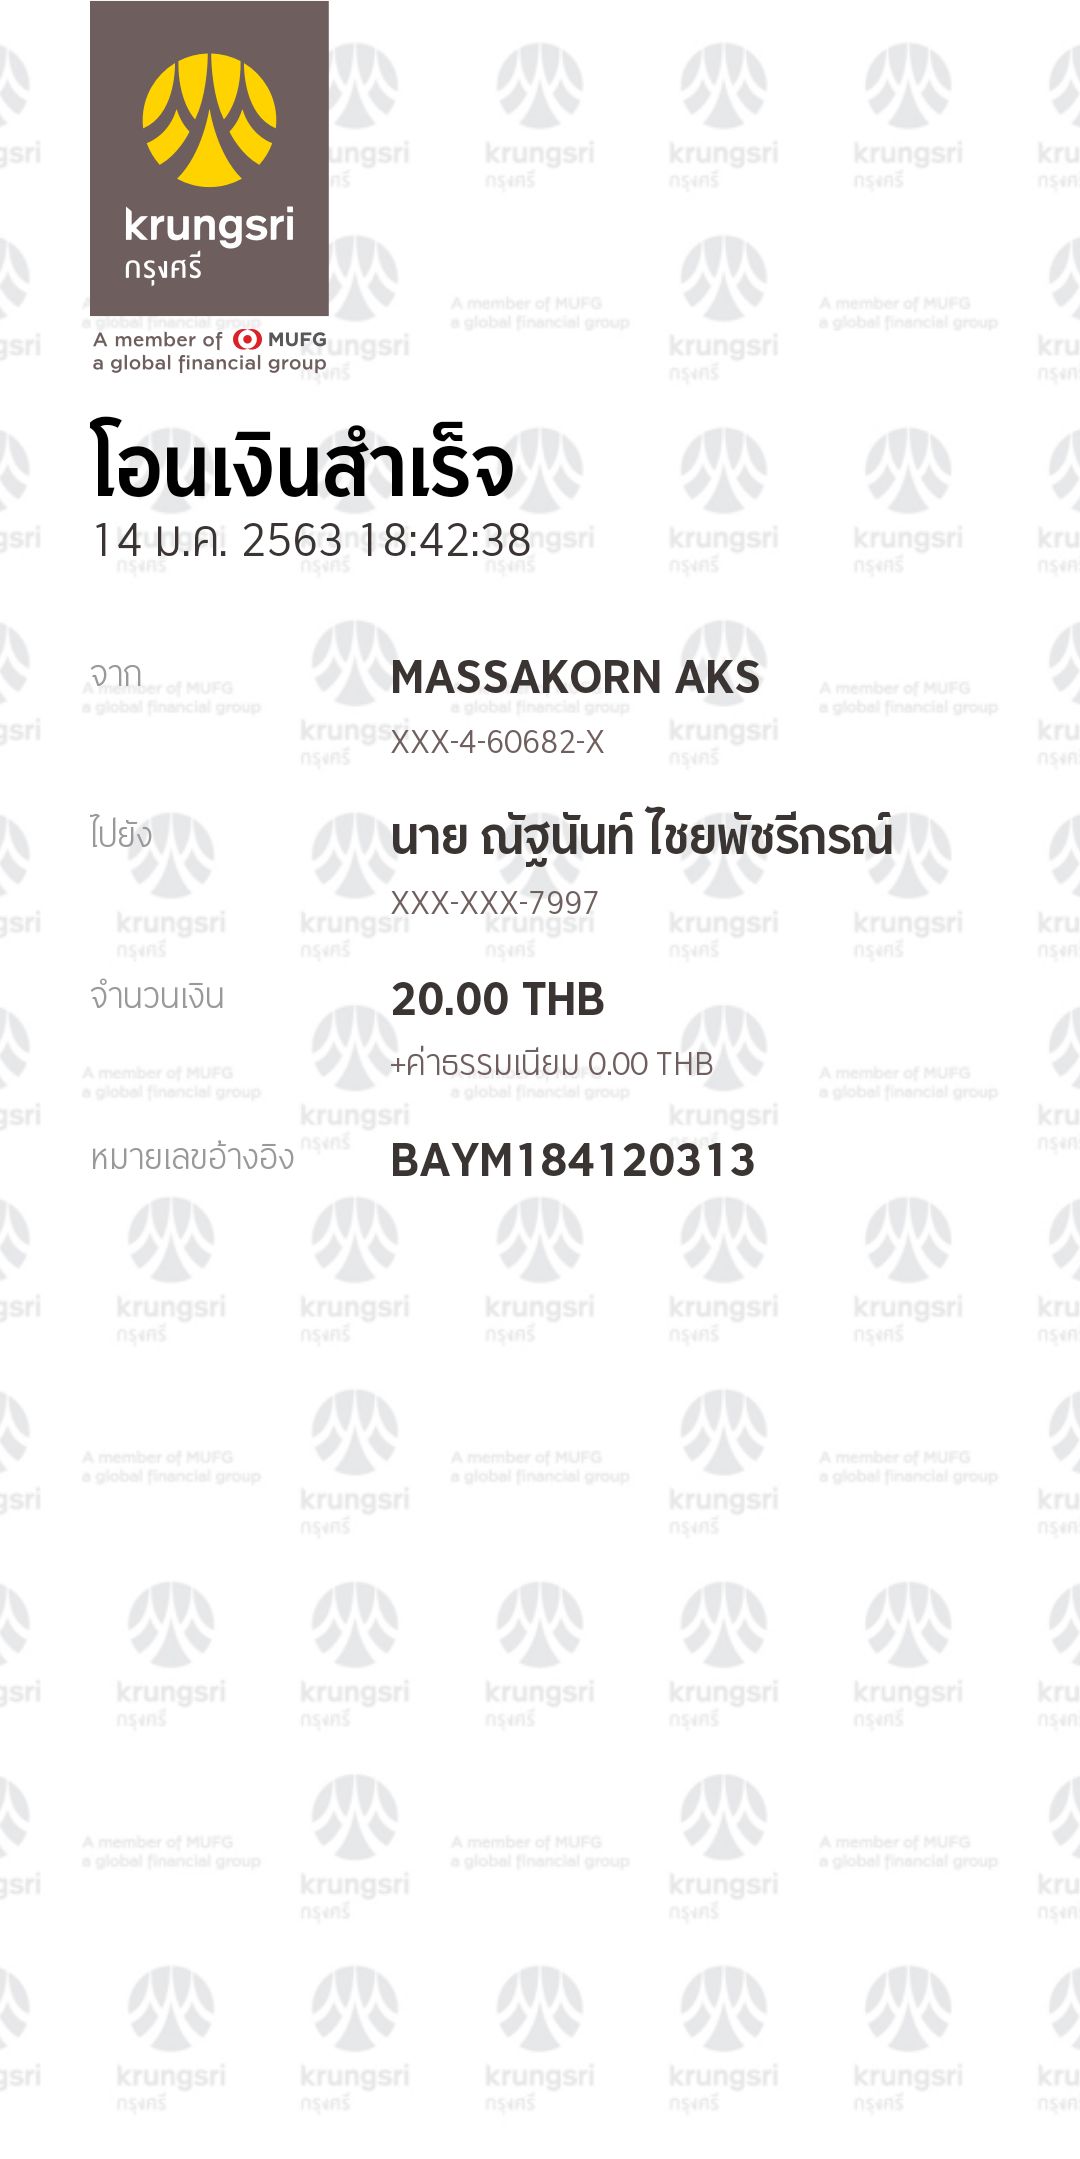 krungsri
กรุงศรี
A member of MUFG
a global financial group
โอนเงินสำเร็จ
14 ม.ค. 2563 18:42:38
จาก
MASSAKORN AKS
XXX-4-60682-X
ไปยัง
นาย ณัฐนันท์ ไชยพัชรีกรณ์
XXX-XXX-7997
จำนวนเงิน
20.00 THB
+ค่าธรรมเนียม 0.00 THB
หมายเลขอ้างอิง
BAYM184120313